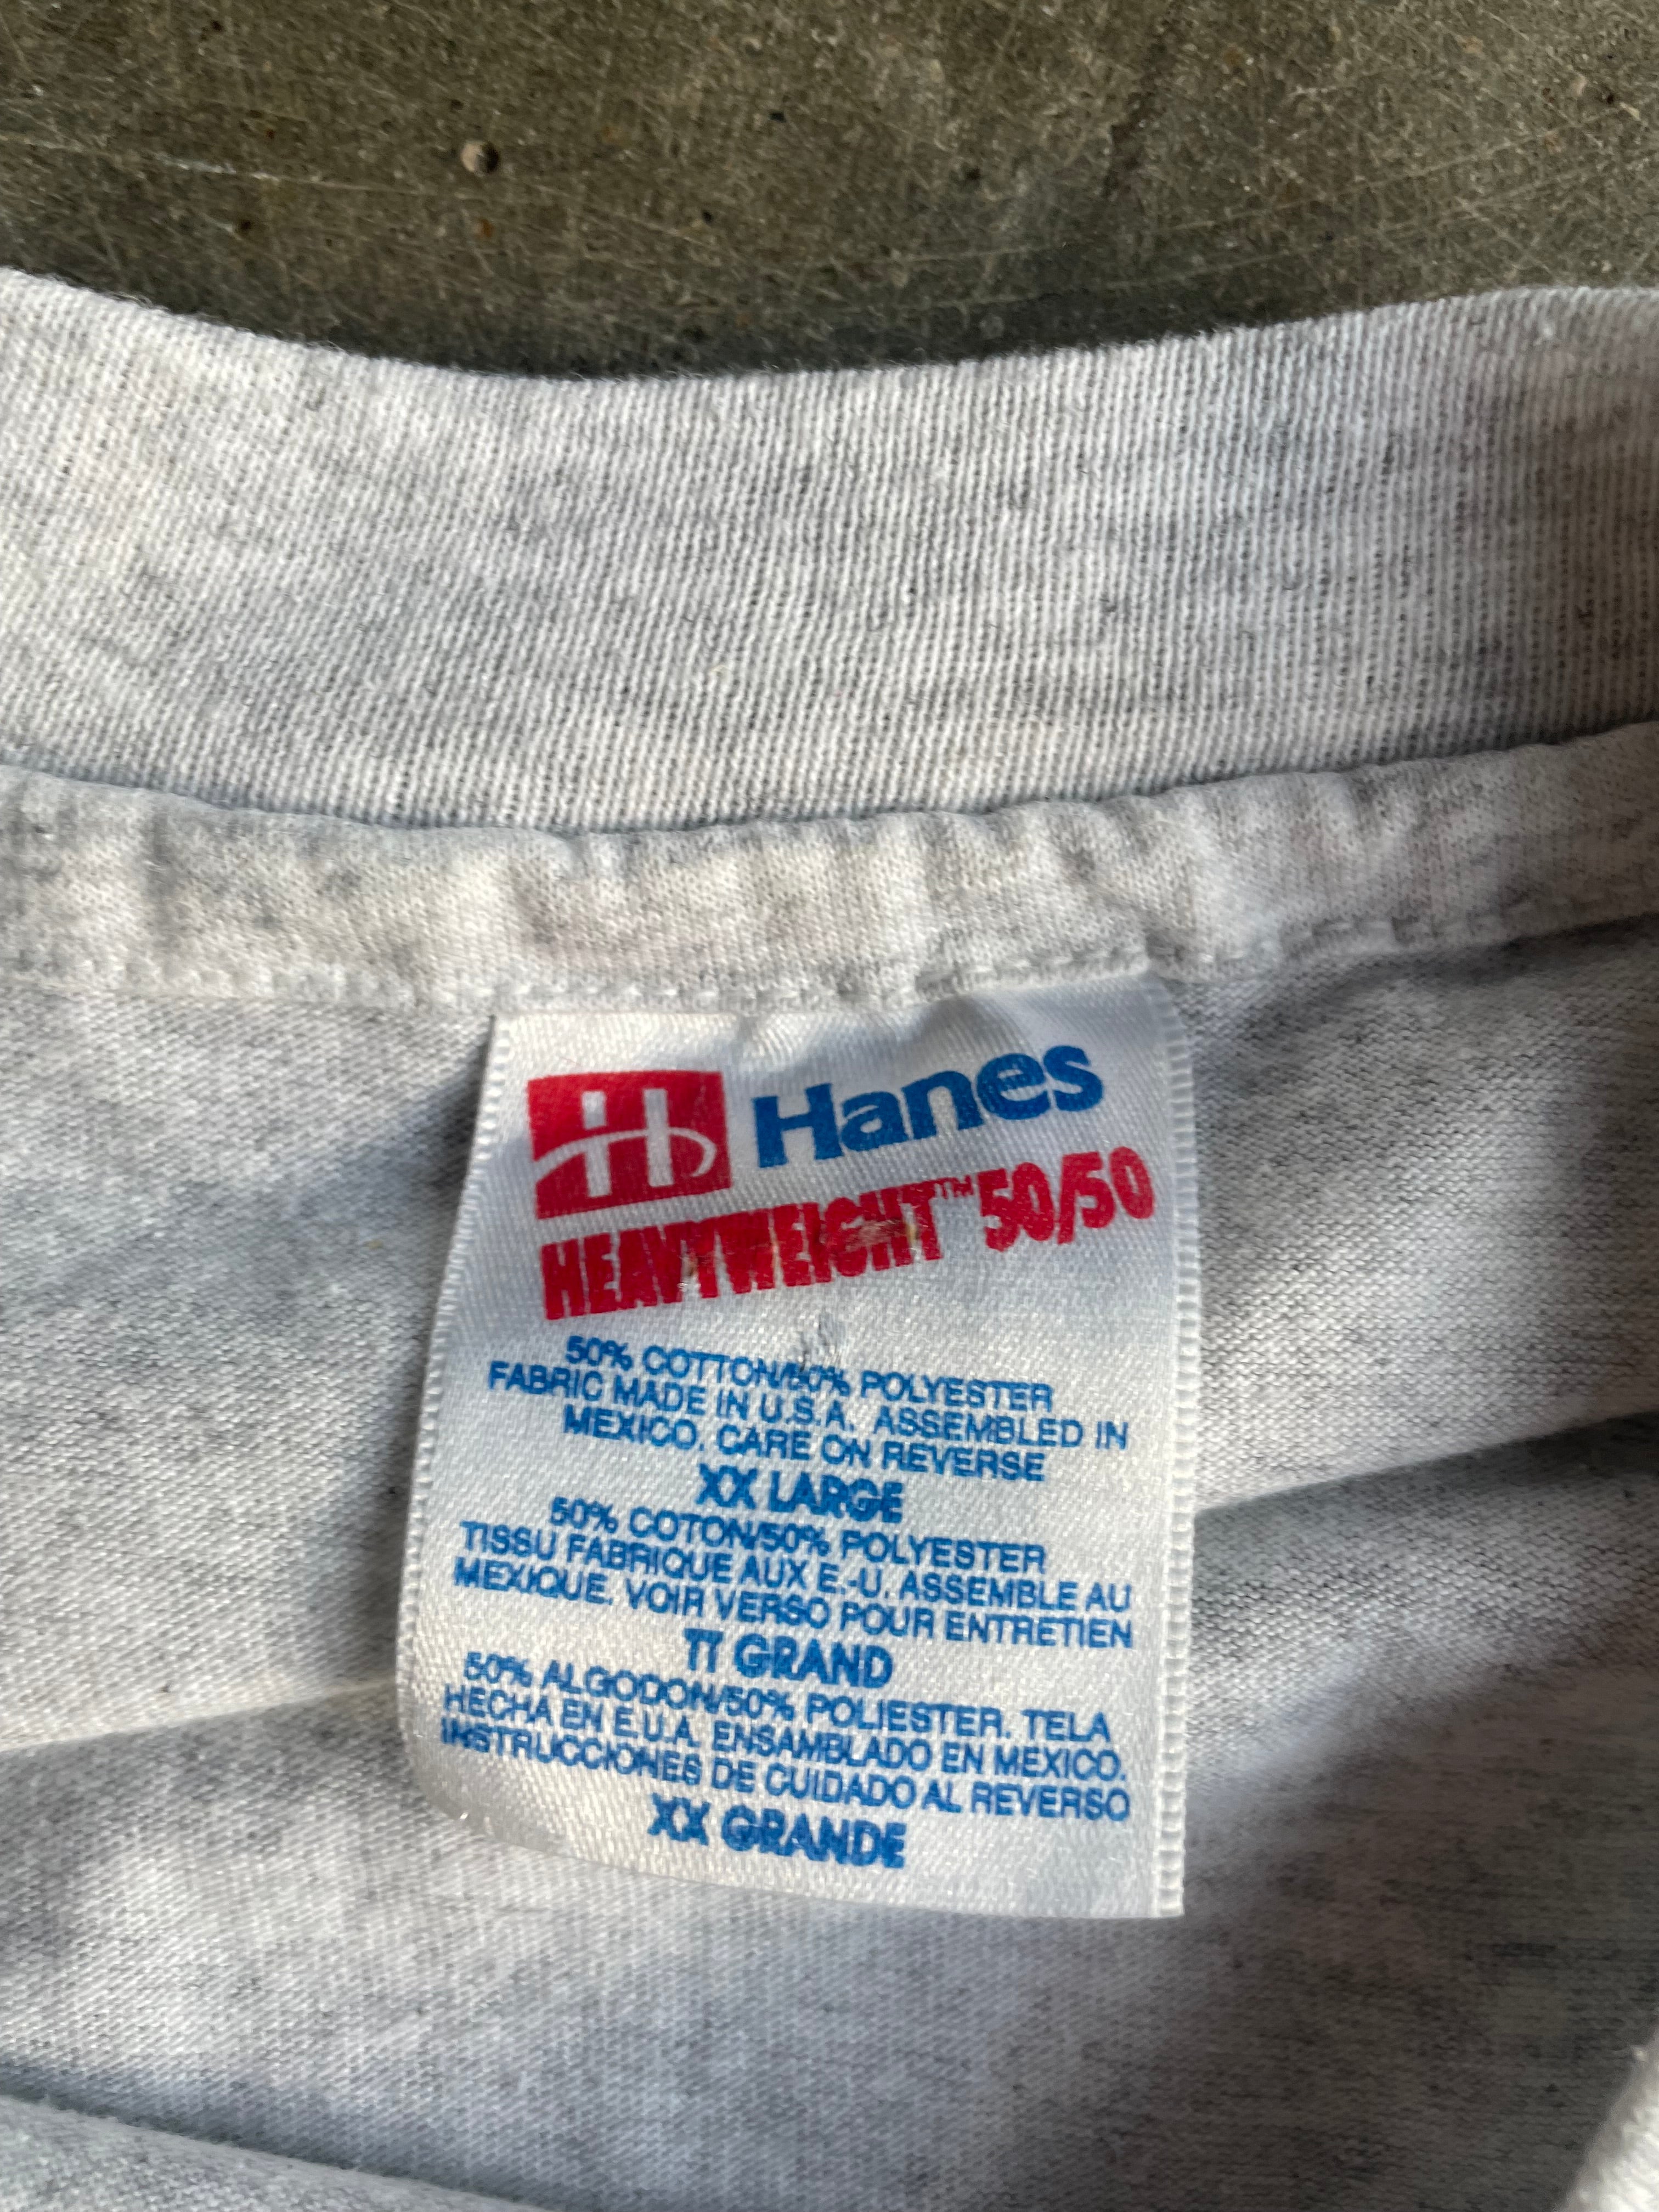 H Hanes
HEAVYWEIGHT™ 50/50
50% COTTON/50% POLYESTER
FABRIC MADE IN U.S.A. ASSEMBLED IN
MEXICO. CARE ON REVERSE
XX LARGE
50% COTON/50% POLYESTER
TISSU FABRIQUE AUX E.-U. ASSEMBLE AU
MEXIQUE. VOIR VERSO POUR ENTRETIEN
TT GRAND
50% ALGODON/50% POLIESTER. TELA
HECHA EN E.U.A. ENSAMBLADO EN MEXICO.
INSTRUCCIONES DE CUIDADO AL REVERSO
XX GRANDE